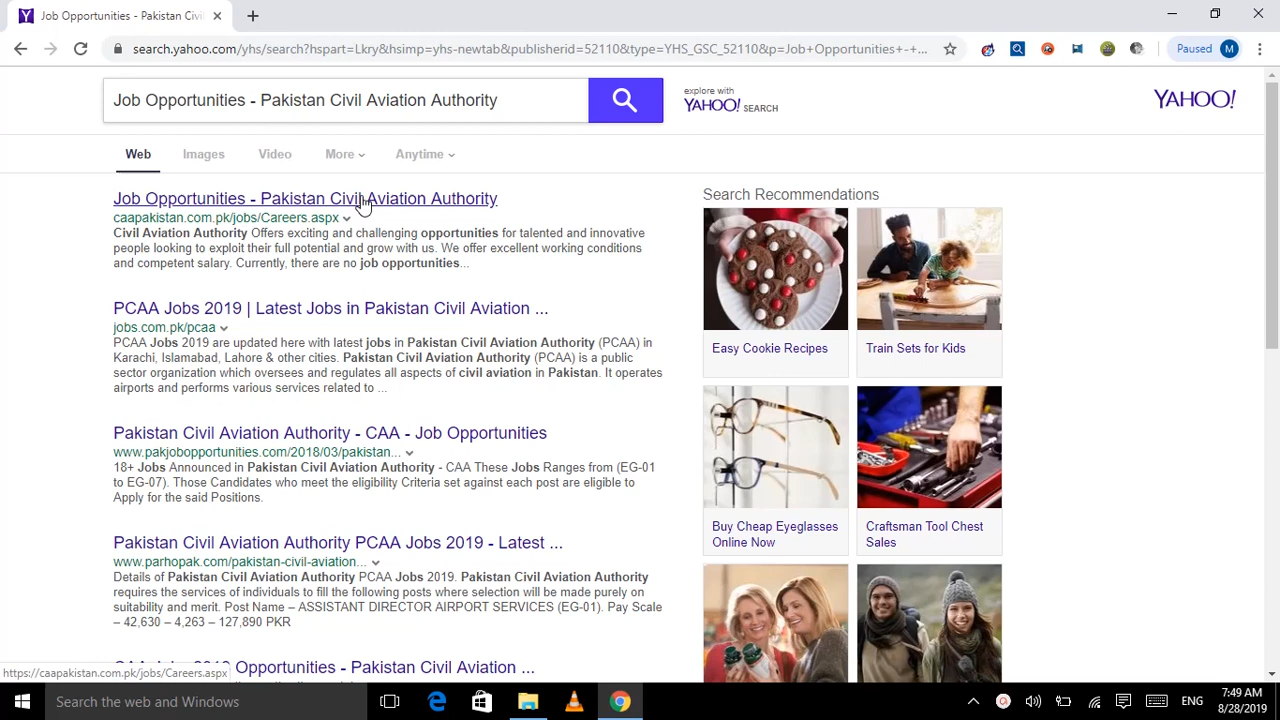 Job Opportunities - Pakistan Civi
search.yahoo.com/yhs/search?hspart=Lkry&hsimp=yhs-newtab&publisherid=52110&type=YHS_GSC_52110&p=Job+Opportunities+-+...
Paused M
Job Opportunities - Pakistan Civil Aviation Authority
explore with
YAHOO! SEARCH
YAHOO!
Web Images Video More Anytime
Job Opportunities - Pakistan Civil Aviation Authority
caapakistan.com.pk/jobs/Careers.aspx
Civil Aviation Authority Offers exciting and challenging opportunities for talented and innovative
people looking to exploit their full potential and grow with us. We offer excellent working conditions
and competent salary. Currently, there are no job opportunities...
PCAA Jobs 2019 | Latest Jobs in Pakistan Civil Aviation ...
jobs.com.pk/pcaa
PCAA Jobs 2019 are updated here with latest jobs in Pakistan Civil Aviation Authority (PCAA) in
Karachi, Islamabad, Lahore & other cities. Pakistan Civil Aviation Authority (PCAA) is a public
sector organization which oversees and regulates all aspects of civil aviation in Pakistan. It operates
airports and performs various services related to ...
Pakistan Civil Aviation Authority - CAA - Job Opportunities
www.pakjobopportunities.com/2018/03/pakistan...
18+ Jobs Announced in Pakistan Civil Aviation Authority - CAA These Jobs Ranges from (EG-01
to EG-07). Those Candidates who meet the eligibility Criteria set against each post are eligible to
Apply for the said Positions.
Pakistan Civil Aviation Authority PCAA Jobs 2019 - Latest ...
www.parhopak.com/pakistan-civil-aviation...
Details of Pakistan Civil Aviation Authority PCAA Jobs 2019. Pakistan Civil Aviation Authority
requires the services of individuals to fill the following posts where selection will be made purely on
suitability and merit. Post Name – ASSISTANT DIRECTOR AIRPORT SERVICES (EG-01). Pay Scale
– 42,630 – 4,263 – 127,890 PKR
Opportunities - Pakistan Civil Aviation ...
Search Recommendations
Easy Cookie Recipes
Train Sets for Kids
Buy Cheap Eyeglasses
Online Now
Craftsman Tool Chest
Sales
https://caapakistan.com.pk/jobs/Careers.aspx
Search the web and Windows
ENG
7:49 AM
8/28/2019